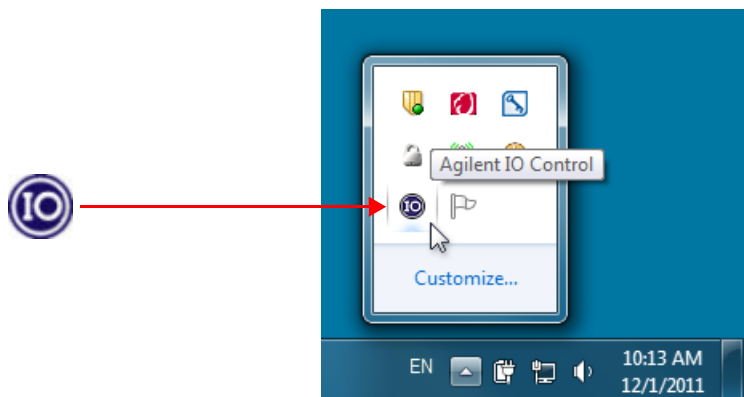 Agilent IO Control
IO
IO
Customize...
EN
10:13 AM
12/1/2011